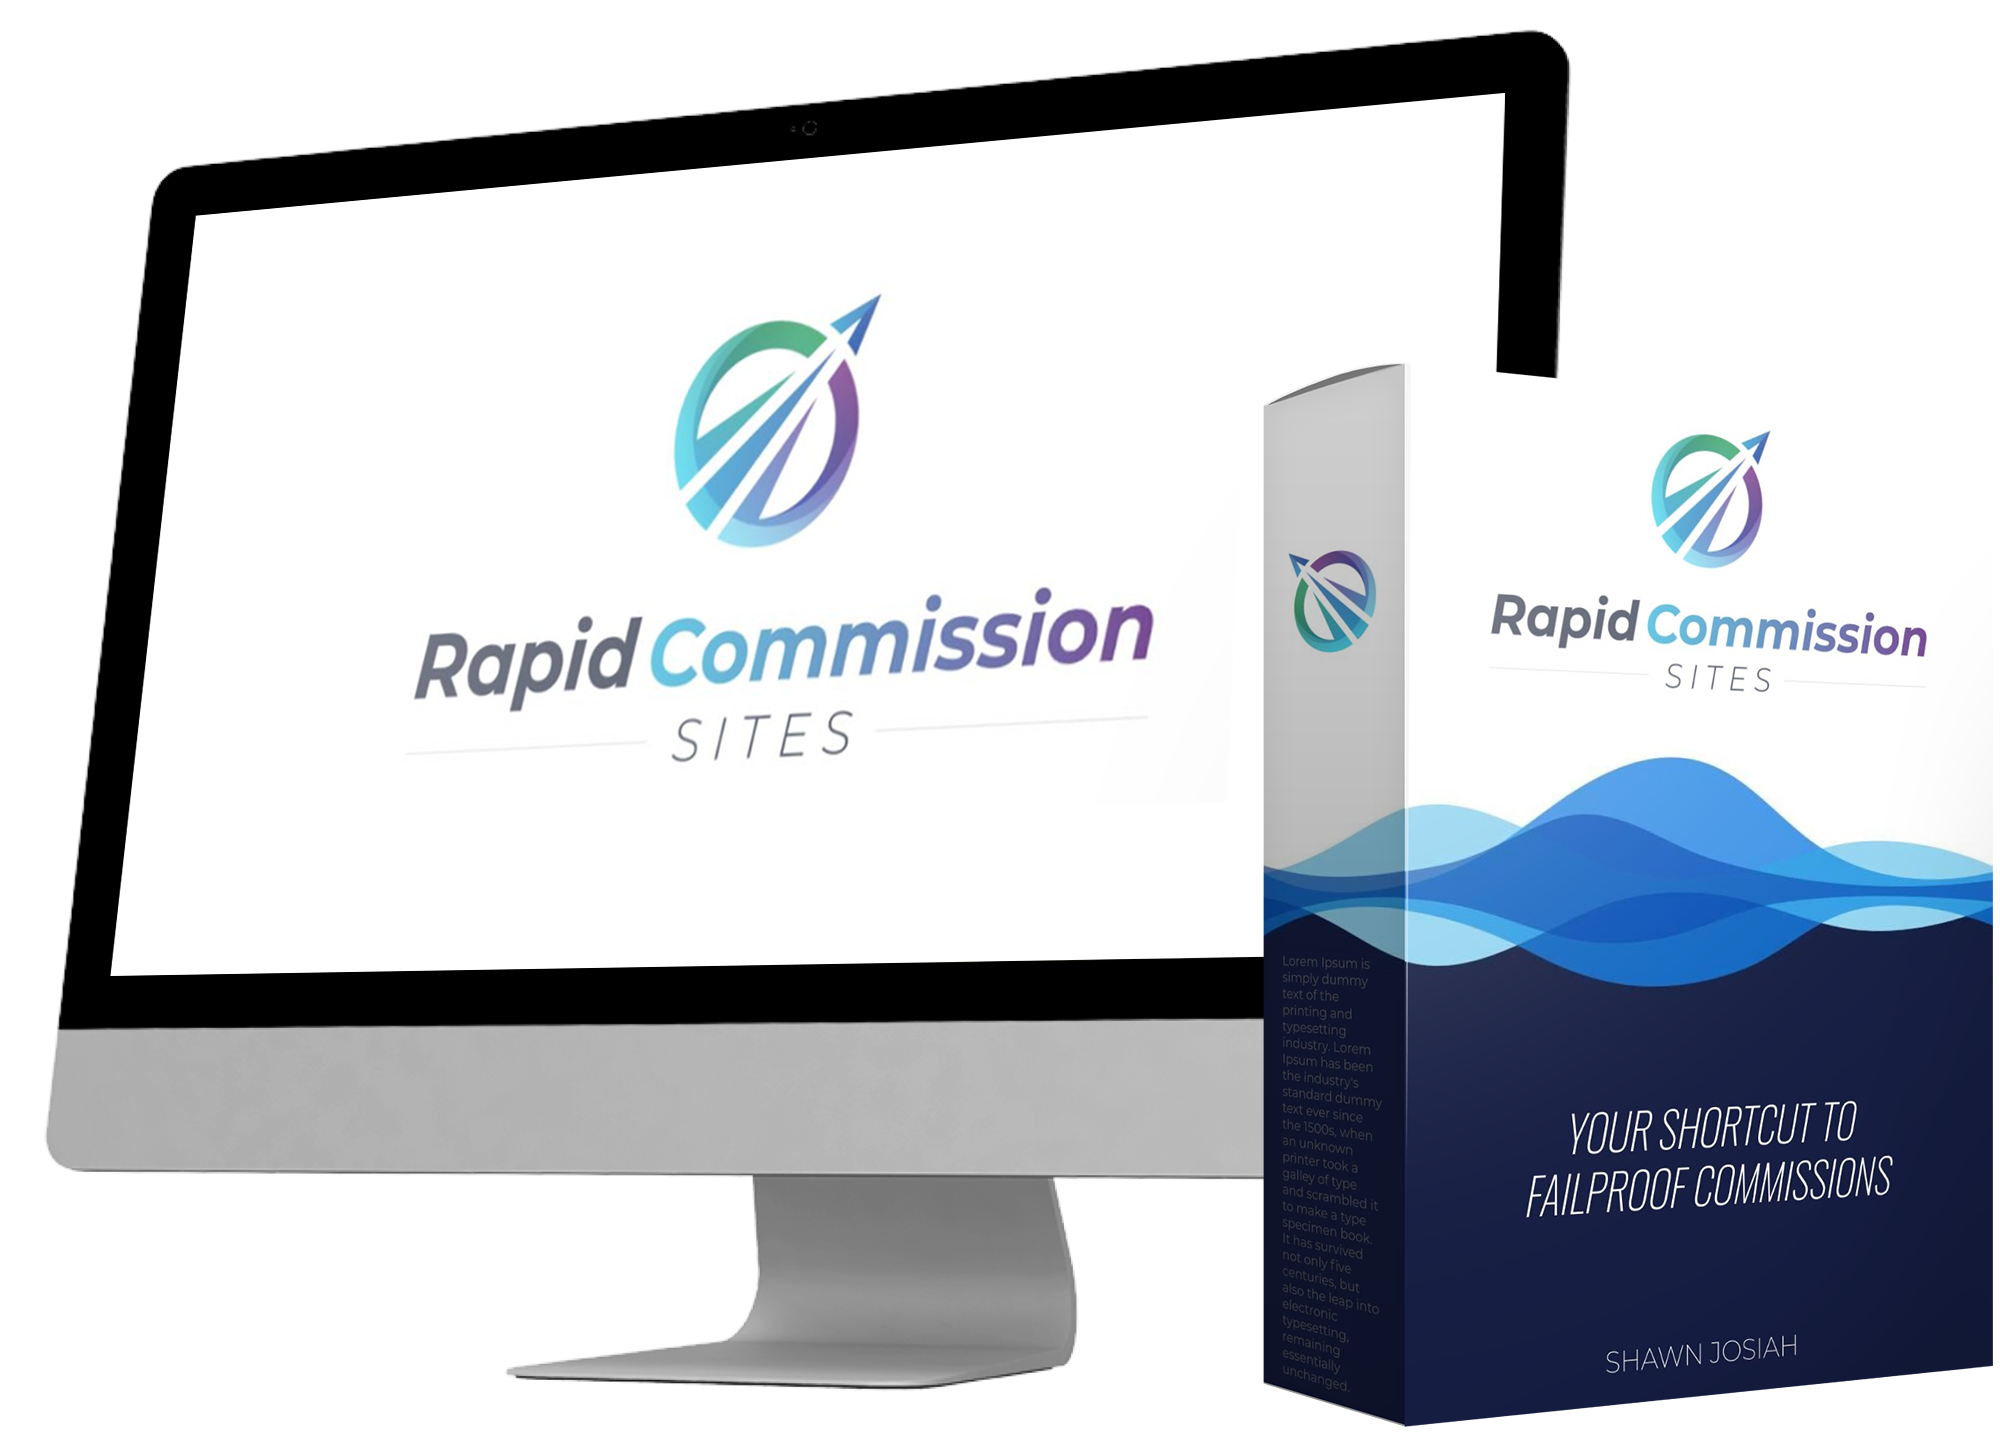 Rapid Commission
SITES
Rapid Commission
SITES
Lorem Ipsum is
simply dummy
text of the
printing and
typesetting
industry. Lorem
Ipsum has been
the industry's
standard dummy
text ever since
the 1500s, when
an unknown
printer took a
galley of type
and scrambled it
to make a type
specimen book.
It has survived
not only five
centuries, but
also the leap into
electronic
typesetting,
remaining
essentially
unchanged.
YOUR SHORTCUT TO
FAILPROOF COMMISSIONS
SHAWN JOSIAH